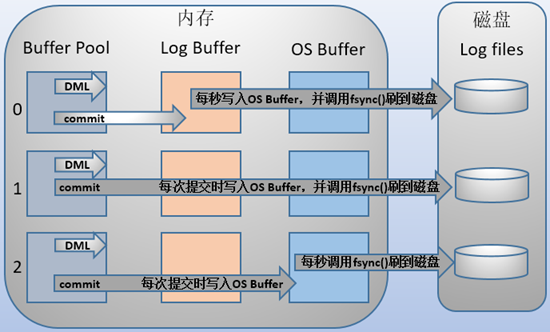 内存
磁盘
Buffer Pool
Log Buffer
OS Buffer
Log files
0
DML
commit
每秒写入OS Buffer，并调用fsync()刷到磁盘
1
DML
commit
每次提交时写入OS Buffer，并调用fsync()刷到磁盘
2
DML
commit
每次提交时写入OS Buffer
每秒调用fsync()刷到磁盘